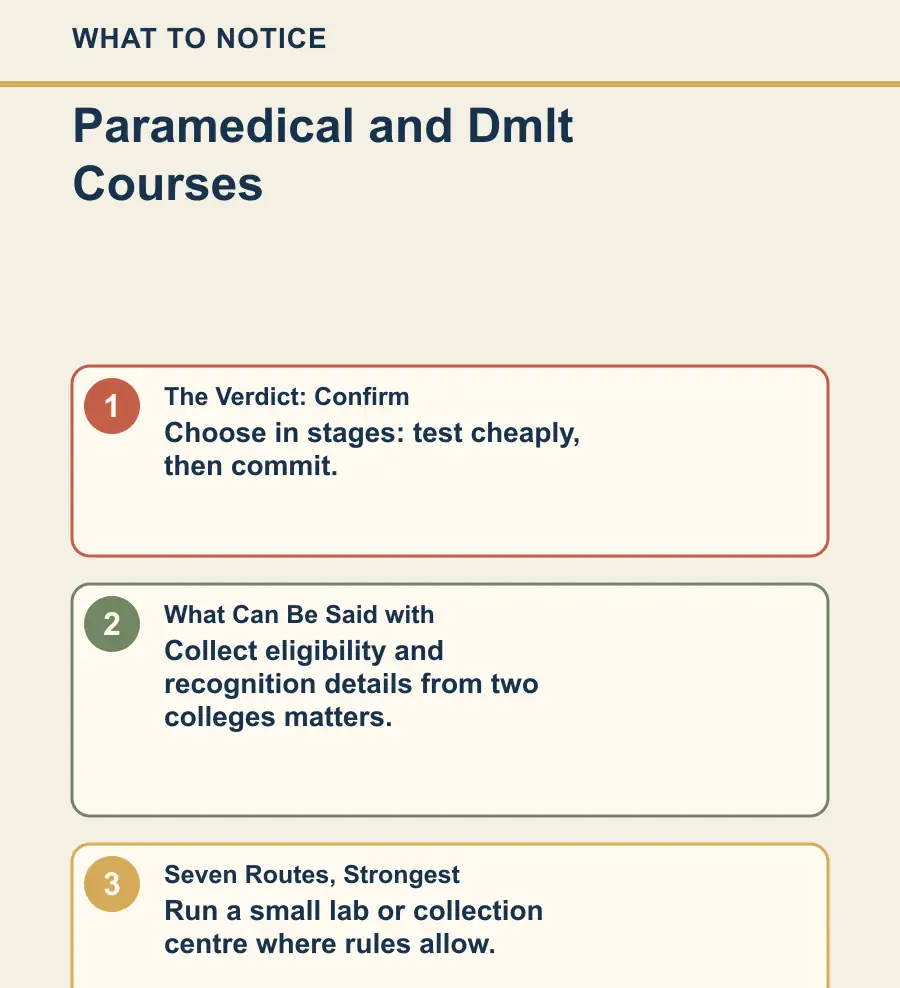 WHAT TO NOTICE
Paramedical and Dmlt
Courses
1
The Verdict: Confirm
Choose in stages: test cheaply,
then commit.
2
What Can Be Said with
Collect eligibility and
recognition details from two
colleges matters.
3
Seven Routes, Strongest
Run a small lab or collection
centre where rules allow.